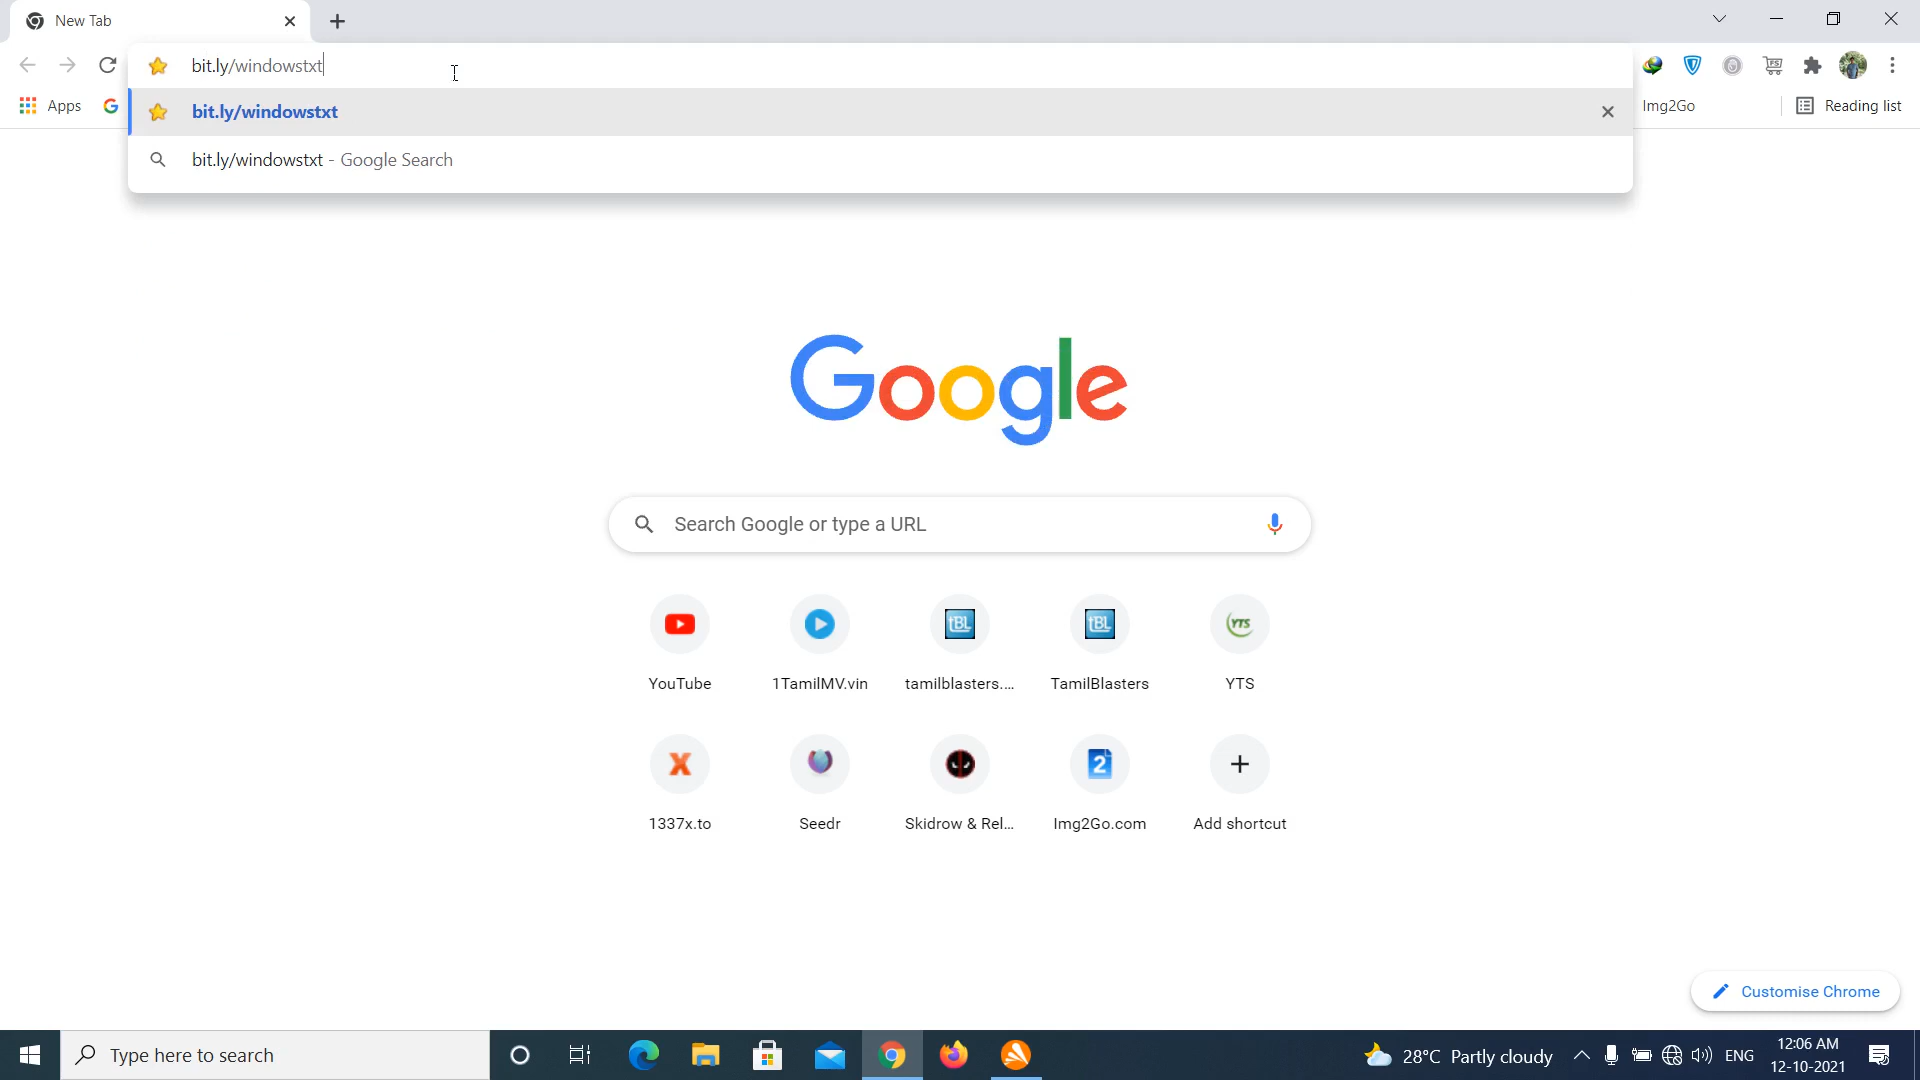 New Tab
bit.ly/windowstxt
Apps
bit.ly/windowstxt
Img2Go
Reading list
bit.ly/windowstxt - Google Search
Google
Search Google or type a URL
YouTube
1TamilMV.vin
tamilblasters....
TamilBlasters
YTS
1337x.to
Seedr
Skidrow & Rel...
Img2Go.com
Add shortcut
Customise Chrome
Type here to search
28°C Partly cloudy
ENG
12:06 AM
12-10-2021